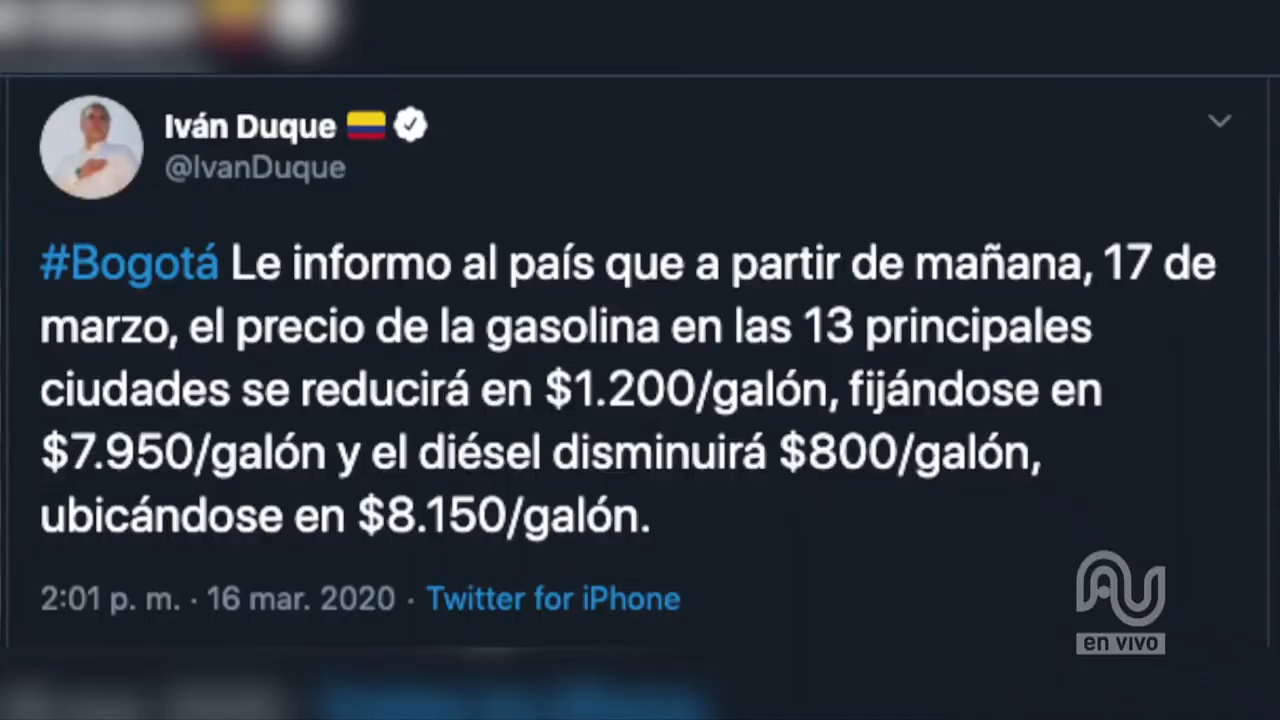 Iván Duque
@IvanDuque
#Bogotá Le informo al país que a partir de mañana, 17 de
marzo, el precio de la gasolina en las 13 principales
ciudades se reducirá en $1.200/galón, fijándose en
$7.950/galón y el diésel disminuirá $800/galón,
ubicándose en $8.150/galón.
2:01 p. m. · 16 mar. 2020 · Twitter for iPhone
en vivo